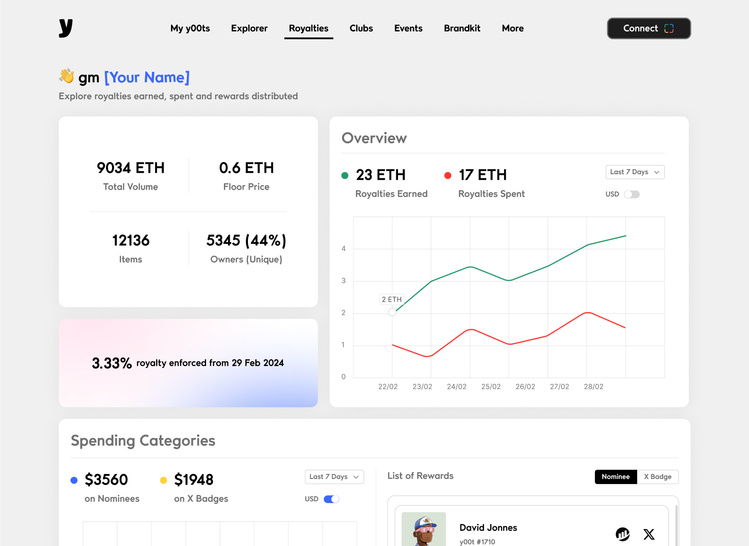 y
My y00ts Explorer Royalties Clubs Events Brandkit More
Connect
👋 gm [Your Name]
Explore royalties earned, spent and rewards distributed
9034 ETH
Total Volume
0.6 ETH
Floor Price
12136
Items
5345 (44%)
Owners (Unique)
3.33% royalty enforced from 29 Feb 2024
Overview
23 ETH
Royalties Earned
17 ETH
Royalties Spent
Last 7 Days
USD
4
3
2 ETH
2
1
0
22/02 23/02 24/02 25/02 26/02 27/02 28/02
Spending Categories
$3560
on Nominees
$1948
on X Badges
Last 7 Days
USD
List of Rewards
Nominee X Badge
David Jonnes
y00t #1710